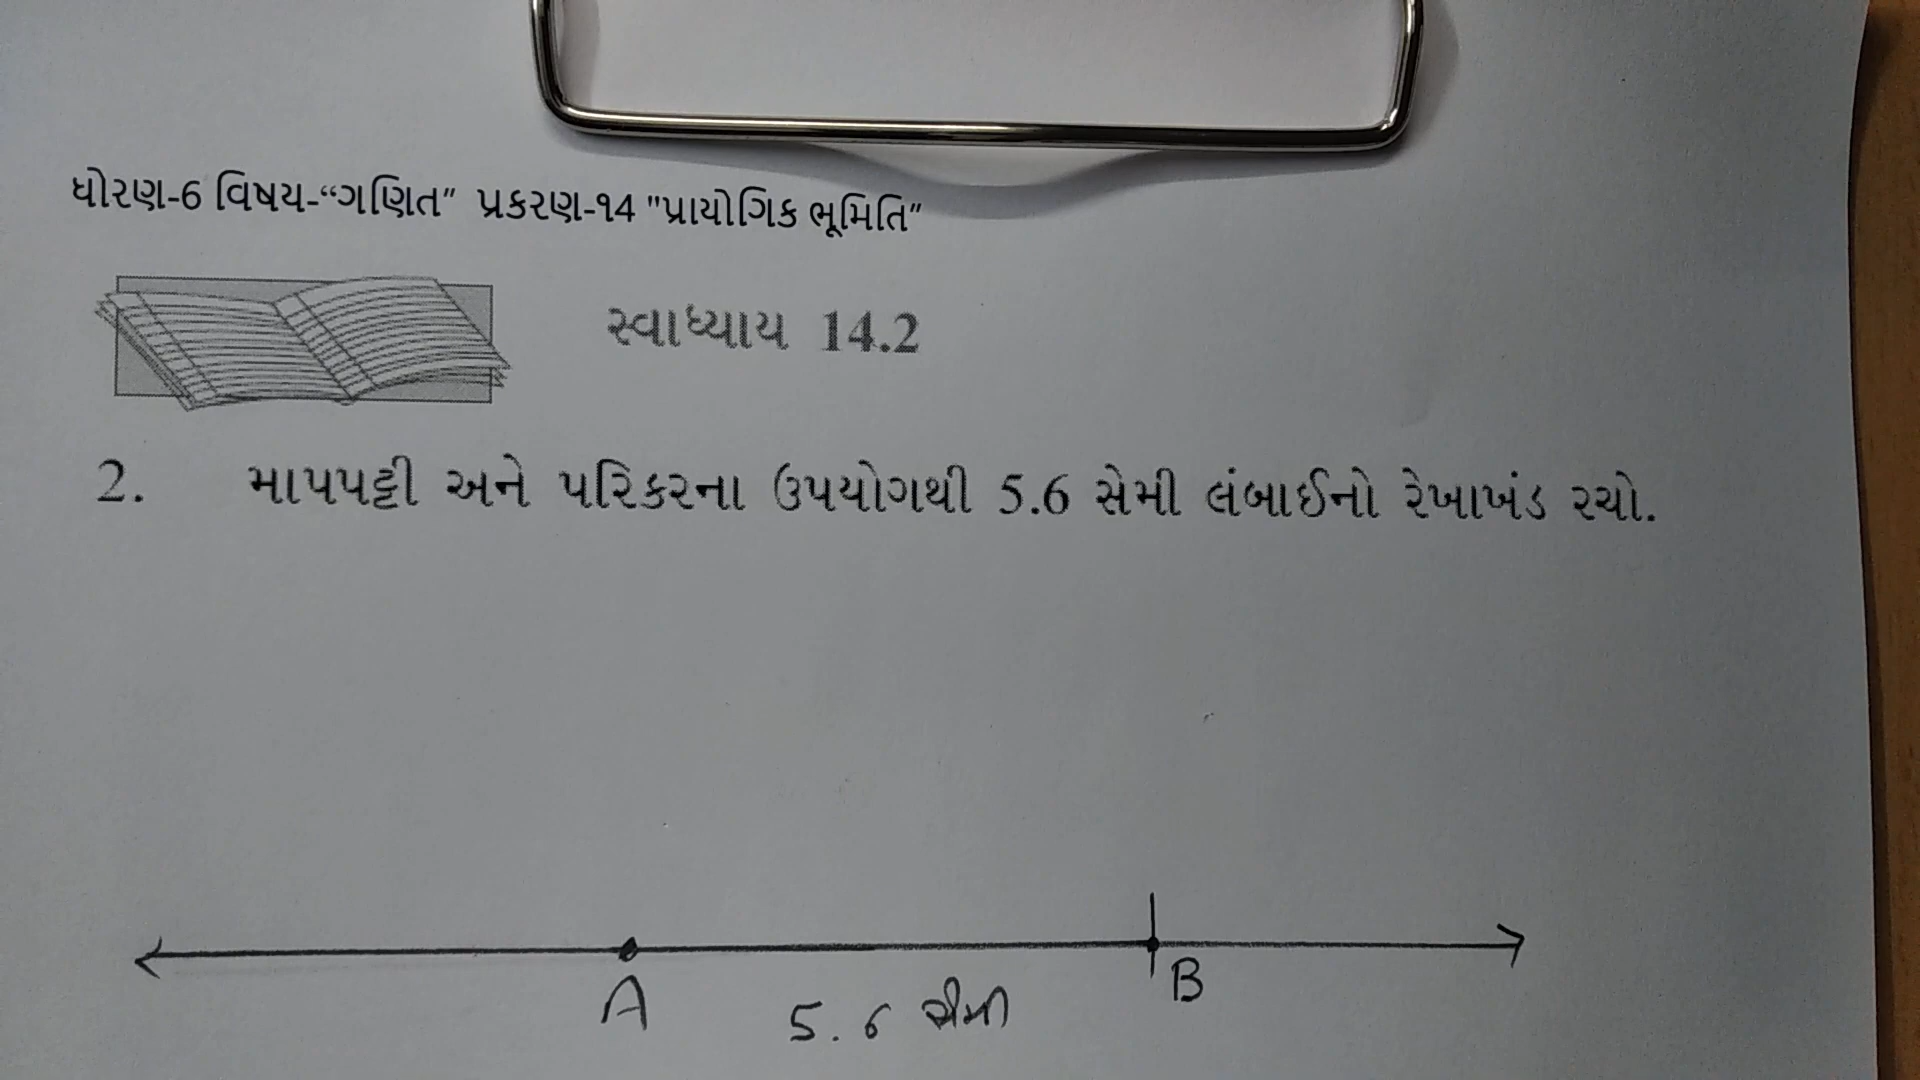 ધોરણ-6 વિષય-“ગણિત” પ્રકરણ-૧4 "પ્રાયોગિક ભૂમિતિ”
સ્વાધ્યાય 14.2
2. માપપટ્ટી અને પરિકરના ઉપયોગથી 5.6 સેમી લંબાઈનો રેખાખંડ રચો.
A 5.6 સેમી B